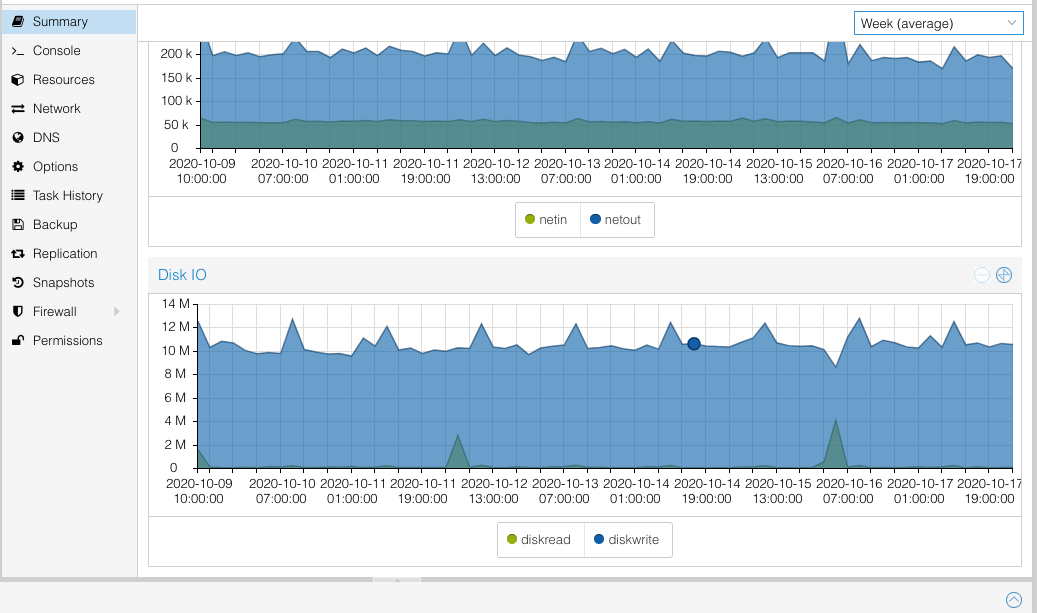 Summary
Console
Resources
Network
DNS
Options
Task History
Backup
Replication
Snapshots
Firewall
Permissions
Week (average)
200 k
150 k
100 k
50 k
0
2020-10-09 2020-10-10 2020-10-11 2020-10-11 2020-10-12 2020-10-13 2020-10-14 2020-10-14 2020-10-15 2020-10-16 2020-10-17 2020-10-17
10:00:00 07:00:00 01:00:00 19:00:00 13:00:00 07:00:00 01:00:00 19:00:00 13:00:00 07:00:00 01:00:00 19:00:00
netin netout
Disk IO
14 M
12 M
10 M
8 M
6 M
4 M
2 M
0
2020-10-09 2020-10-10 2020-10-11 2020-10-11 2020-10-12 2020-10-13 2020-10-14 2020-10-14 2020-10-15 2020-10-16 2020-10-17 2020-10-17
10:00:00 07:00:00 01:00:00 19:00:00 13:00:00 07:00:00 01:00:00 19:00:00 13:00:00 07:00:00 01:00:00 19:00:00
diskread diskwrite